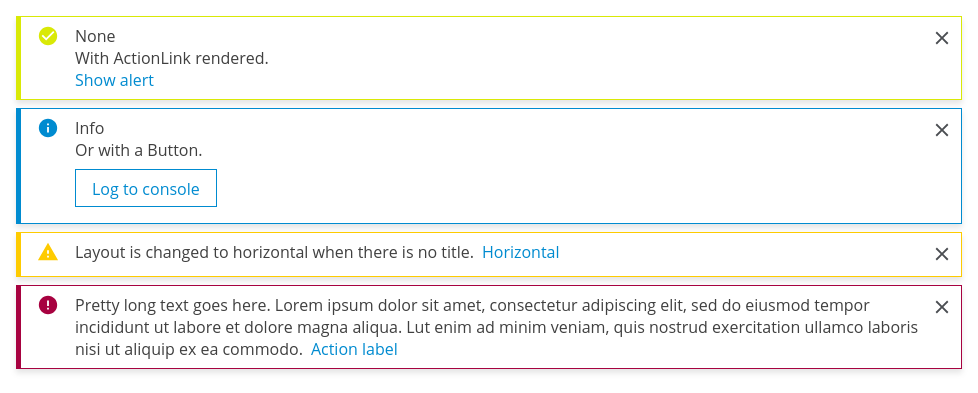 None
With ActionLink rendered.
Show alert
Info
Or with a Button.
Log to console
Layout is changed to horizontal when there is no title. Horizontal
Pretty long text goes here. Lorem ipsum dolor sit amet, consectetur adipiscing elit, sed do eiusmod tempor
incididunt ut labore et dolore magna aliqua. Lut enim ad minim veniam, quis nostrud exercitation ullamco laboris
nisi ut aliquip ex ea commodo. Action label